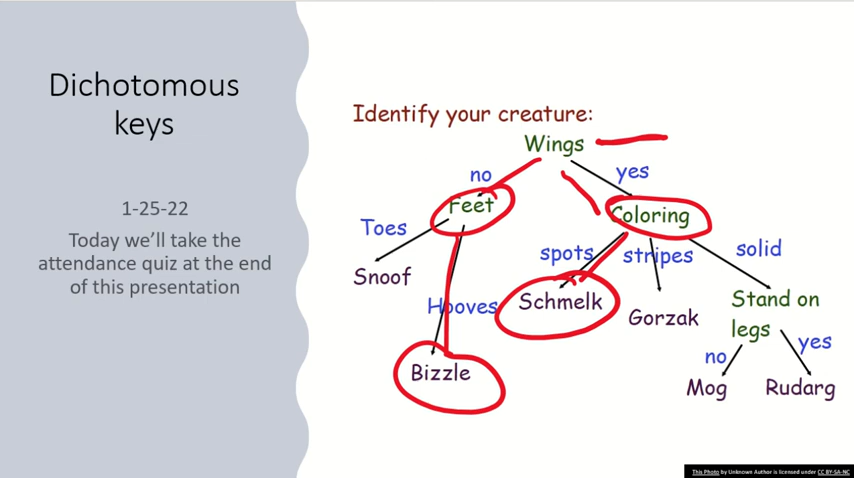 Dichotomous
keys
1-25-22
Today we'll take the
attendance quiz at the end
of this presentation
Identify your creature:
Wings
no
yes
Feet
Coloring
Toes
spots
stripes
solid
Snoof
Hooves
Schmelk
Gorzak
Stand on
legs
no
yes
Bizzle
Mog
Rudarg
This Photo by Unknown Author is licensed under CC BY-SA-NC